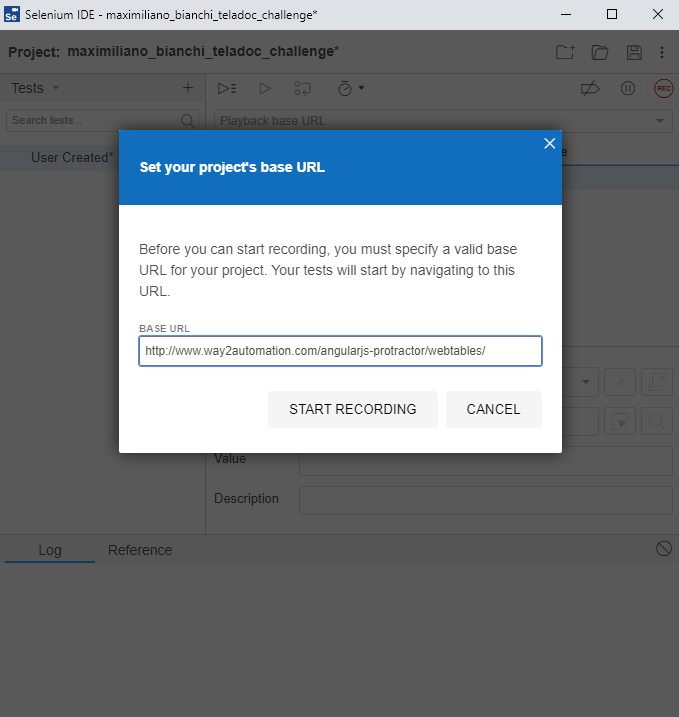 Se Selenium IDE - maximiliano_bianchi_teladoc_challenge*
Project: maximiliano_bianchi_teladoc_challenge*
Tests
REC
Search tests...
Playback base URL
User Created*
Set your project's base URL
Before you can start recording, you must specify a valid base
URL for your project. Your tests will start by navigating to this
URL.
BASE URL
http://www.way2automation.com/angularjs-protractor/webtables/
START RECORDING
CANCEL
//
Value
Description
Log
Reference